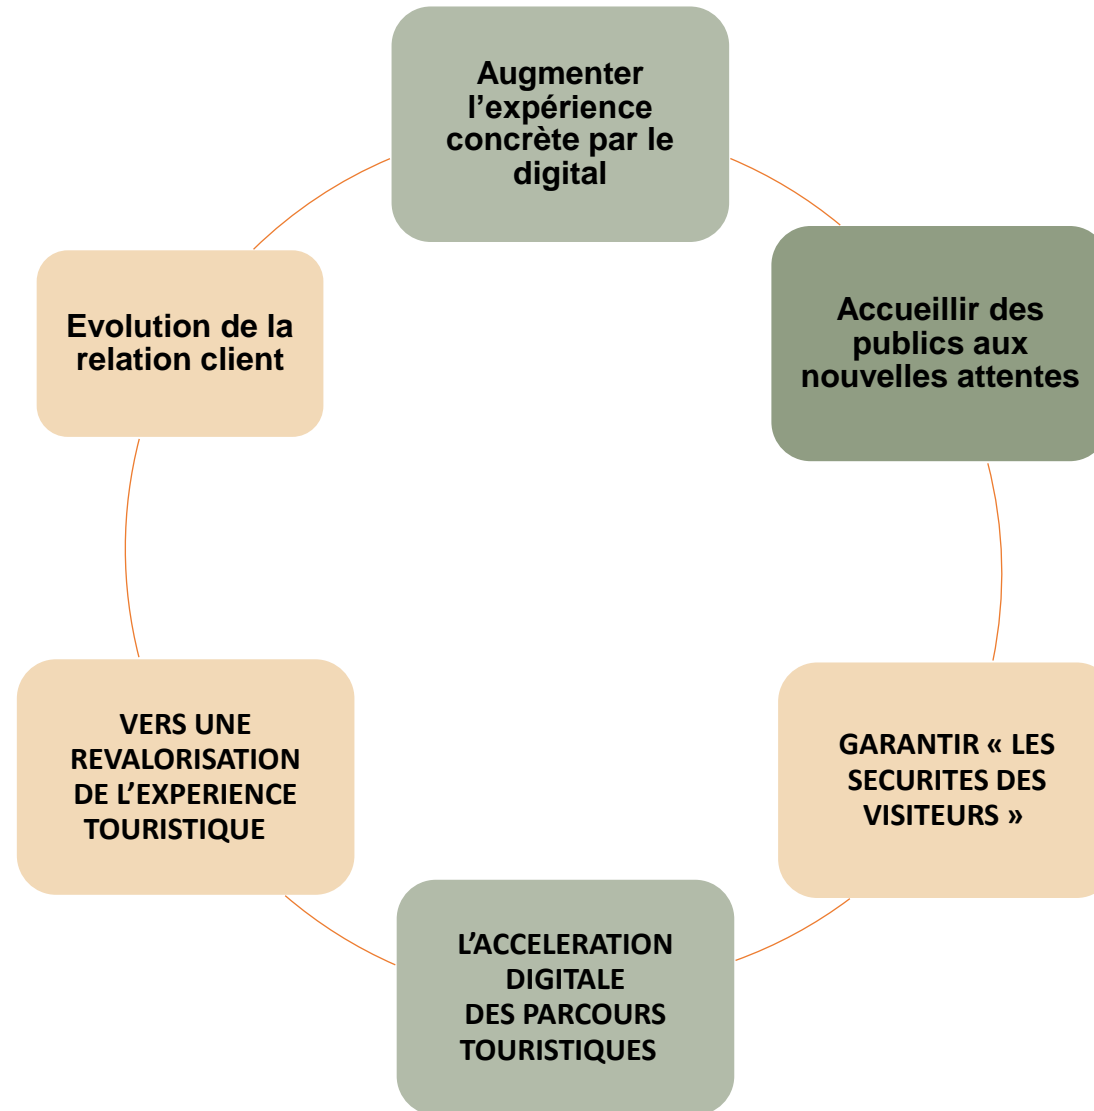 Augmenter
l’expérience
concrète par le
digital
Accueillir des
publics aux
nouvelles attentes
GARANTIR « LES
SECURITES DES
VISITEURS »
L’ACCELERATION
DIGITALE
DES PARCOURS
TOURISTIQUES
VERS UNE
REVALORISATION
DE L’EXPERIENCE
TOURISTIQUE
Evolution de la
relation client